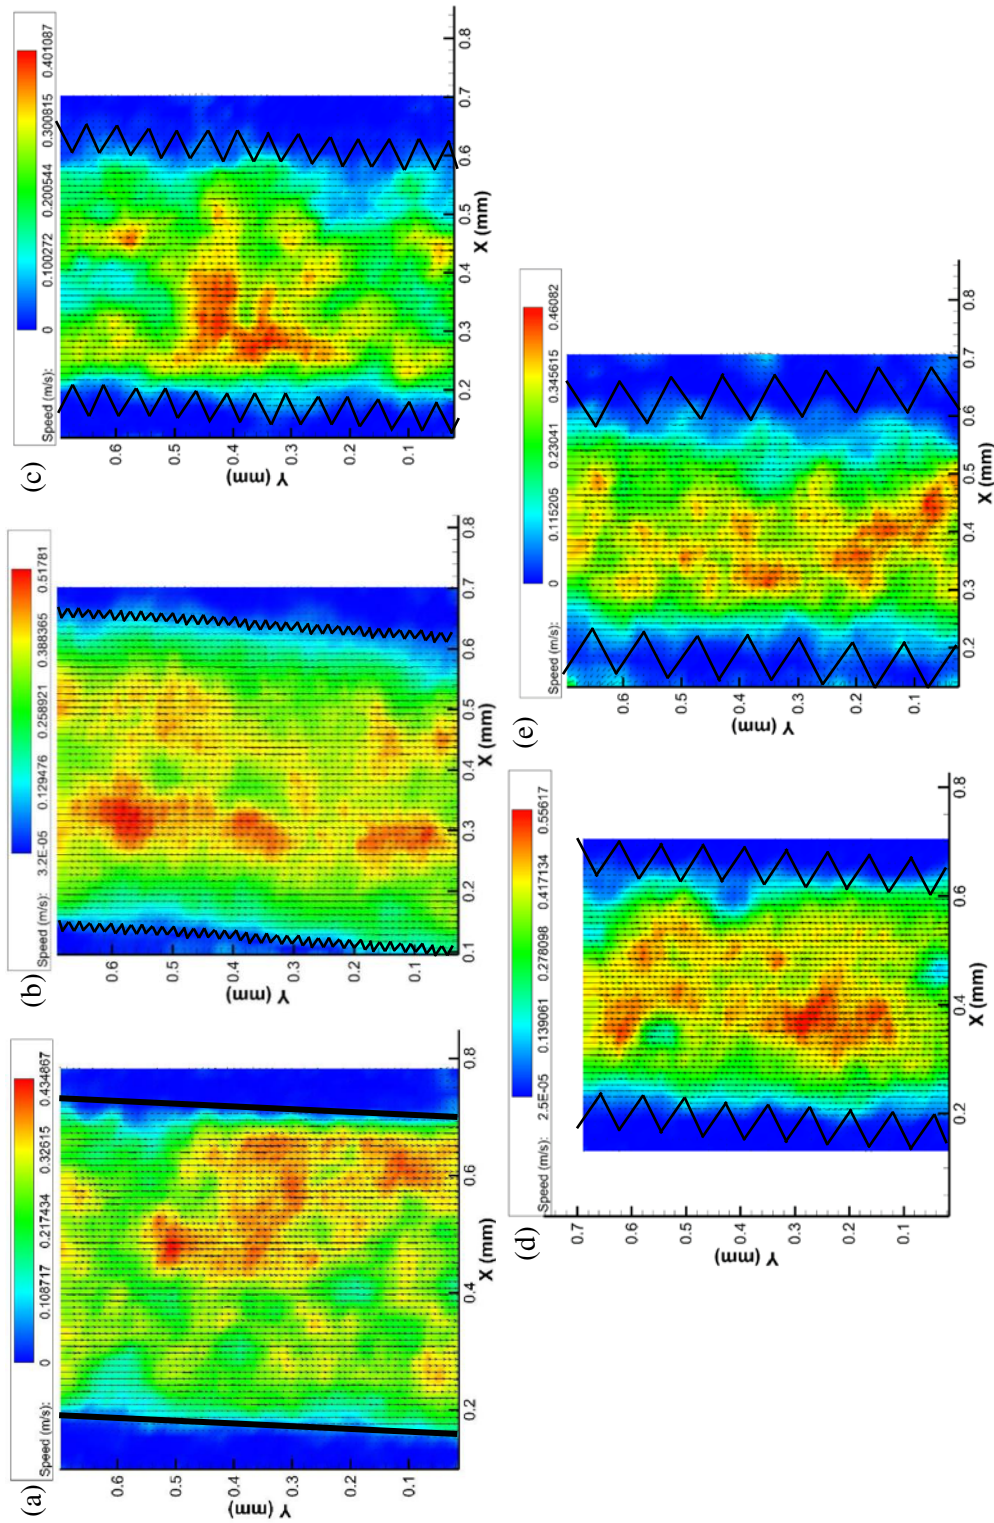 (a)
Speed (m/s): 0 0.108717 0.217434 0.32615 0.434867
Y (mm)
0.6
0.5
0.4
0.3
0.2
0.1
0.2 0.4 0.6 0.8
X (mm)
(b)
Speed (m/s): 3.2E-05 0.129476 0.258921 0.388365 0.51781
Y (mm)
0.6
0.5
0.4
0.3
0.2
0.1
0.1 0.2 0.3 0.4 0.5 0.6 0.7 0.8
X (mm)
(c)
Speed (m/s): 0 0.100272 0.200544 0.300815 0.401087
Y (mm)
0.6
0.5
0.4
0.3
0.2
0.1
0.2 0.3 0.4 0.5 0.6 0.7 0.8
X (mm)
(d)
Speed (m/s): 2.5E-05 0.139061 0.278098 0.417134 0.55617
Y (mm)
0.7
0.6
0.5
0.4
0.3
0.2
0.1
0.2 0.4 0.6 0.8
X (mm)
(e)
Speed (m/s): 0 0.115205 0.23041 0.345615 0.46082
Y (mm)
0.6
0.5
0.4
0.3
0.2
0.1
0.2 0.3 0.4 0.5 0.6 0.7 0.8
X (mm)